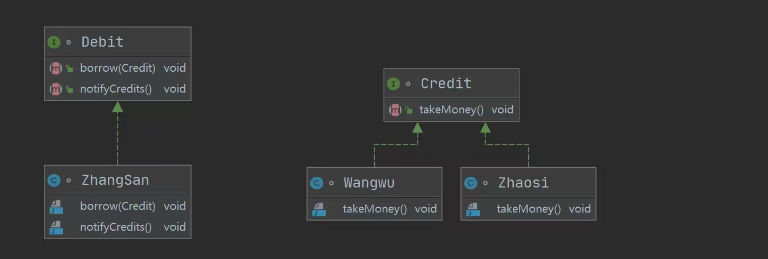 Debit
borrow(Credit) void
notifyCredits() void
Credit
takeMoney() void
ZhangSan
borrow(Credit) void
notifyCredits() void
Wangwu
takeMoney() void
Zhaosi
takeMoney() void